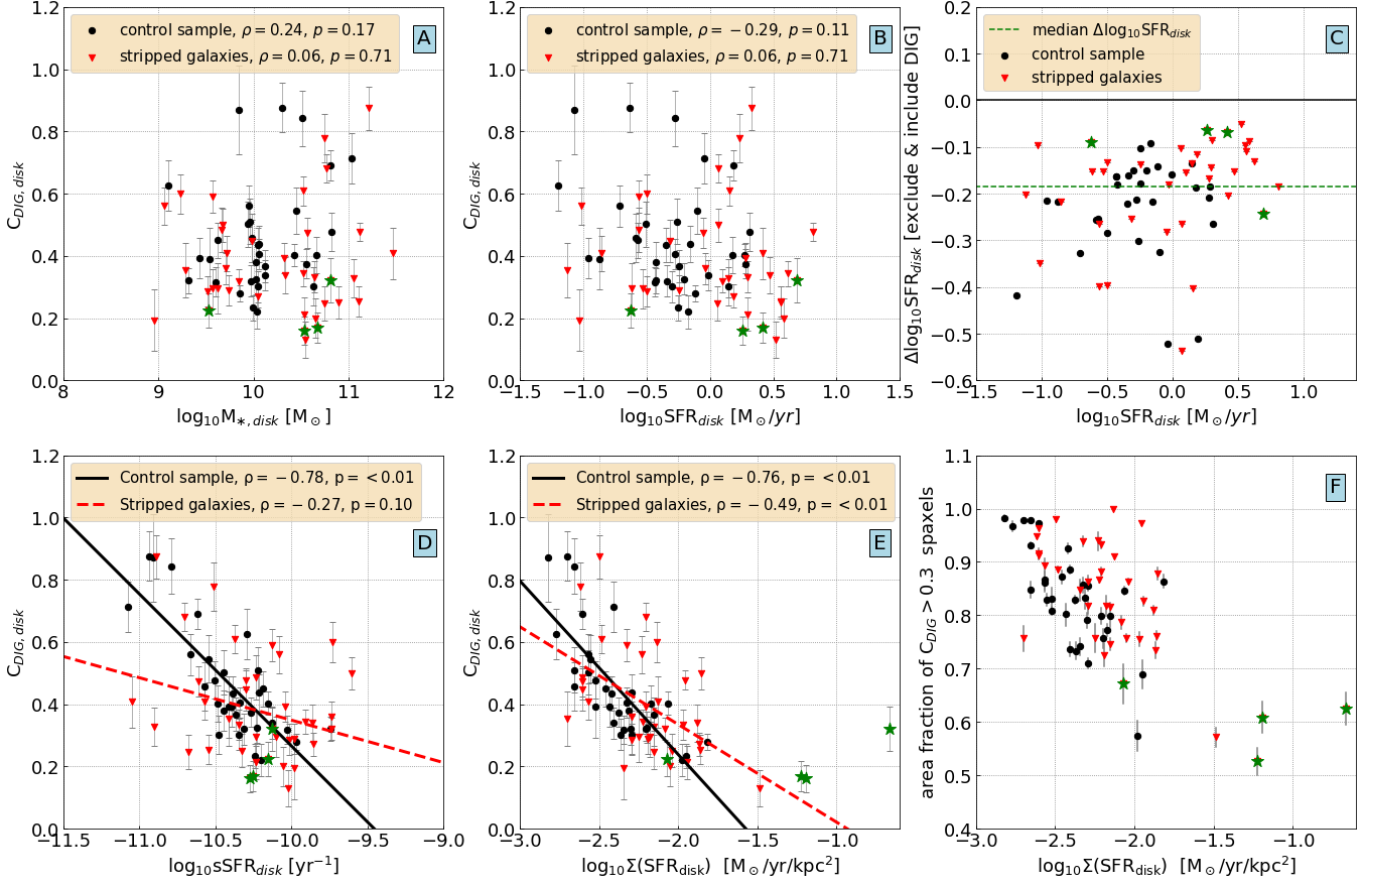 control sample, ρ = 0.24, p = 0.17
stripped galaxies, ρ = 0.06, p = 0.71
A
1.2
1.0
0.8
0.6
0.4
0.2
0.0
C_DIG, disk
8
9
10
11
12
log₁₀M_*, disk [M_⊙]
control sample, ρ = −0.29, p = 0.11
stripped galaxies, ρ = 0.06, p = 0.71
B
1.2
1.0
0.8
0.6
0.4
0.2
0.0
C_DIG, disk
−1.5
−1.0
−0.5
0.0
0.5
1.0
1.5
log₁₀SFR_disk [M_⊙/yr]
median Δlog₁₀SFR_disk
control sample
stripped galaxies
C
0.2
0.1
0.0
−0.1
−0.2
−0.3
−0.4
−0.5
−0.6
Δlog₁₀SFR_disk [exclude & include DIG]
−1.5
−1.0
−0.5
0.0
0.5
1.0
log₁₀SFR_disk [M_⊙/yr]
Control sample, ρ = −0.78, p = <0.01
Stripped galaxies, ρ = −0.27, p = 0.10
D
1.2
1.0
0.8
0.6
0.4
0.2
0.0
C_DIG, disk
−11.5
−11.0
−10.5
−10.0
−9.5
−9.0
log₁₀sSFR_disk [yr⁻¹]
Control sample, ρ = −0.76, p = <0.01
Stripped galaxies, ρ = −0.49, p = <0.01
E
1.2
1.0
0.8
0.6
0.4
0.2
0.0
C_DIG, disk
−3.0
−2.5
−2.0
−1.5
−1.0
log₁₀Σ(SFR_disk) [M_⊙/yr/kpc²]
F
1.1
1.0
0.9
0.8
0.7
0.6
0.5
0.4
area fraction of C_DIG > 0.3 spaxels
−3.0
−2.5
−2.0
−1.5
−1.0
log₁₀Σ(SFR_disk) [M_⊙/yr/kpc²]